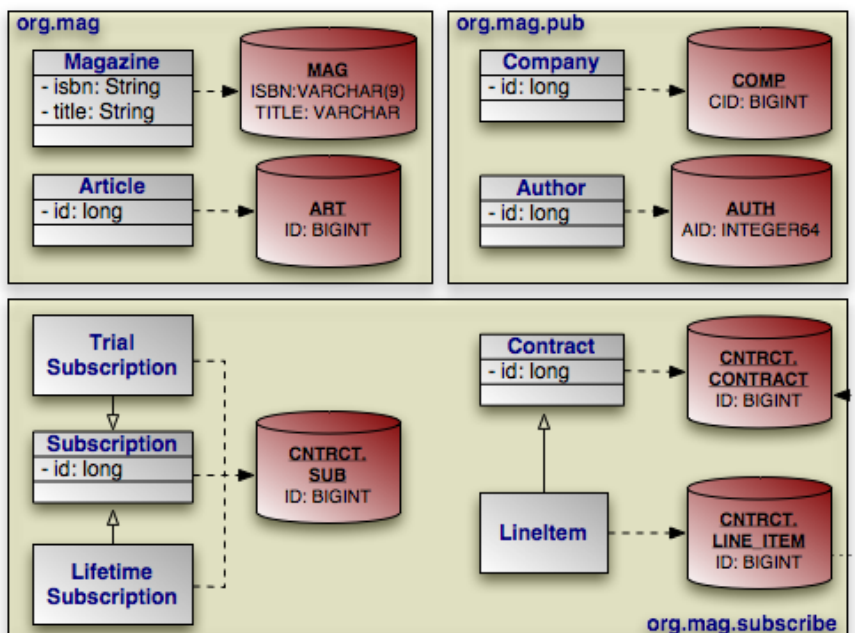 org.mag
Magazine
- isbn: String
- title: String
MAG
ISBN:VARCHAR(9)
TITLE: VARCHAR
Article
- id: long
ART
ID: BIGINT
org.mag.pub
Company
- id: long
COMP
CID: BIGINT
Author
- id: long
AUTH
AID: INTEGER64
Trial
Subscription
Subscription
- id: long
Lifetime
Subscription
CNTRCT.
SUB
ID: BIGINT
Contract
- id: long
CNTRCT.
CONTRACT
ID: BIGINT
LineItem
CNTRCT.
LINE_ITEM
ID: BIGINT
org.mag.subscribe